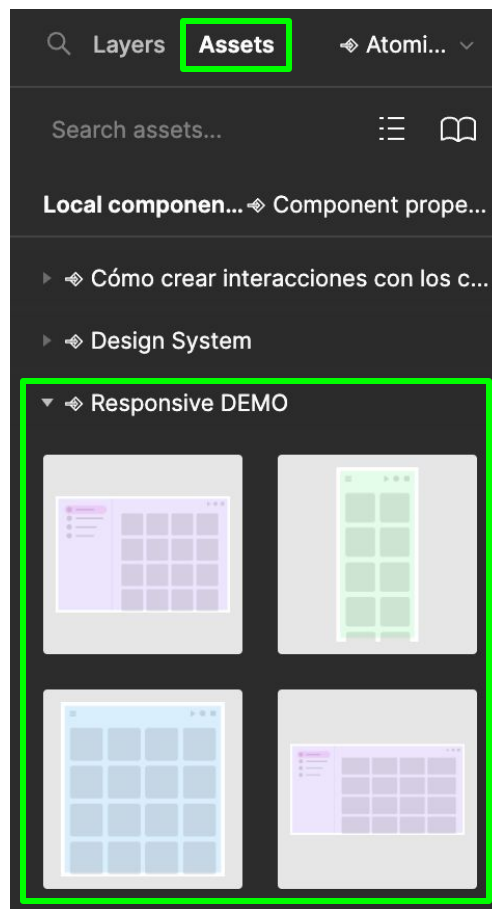 Layers Assets Atomi...
Search assets...
Local componen... Component prope...
Cómo crear interacciones con los c...
Design System
Responsive DEMO